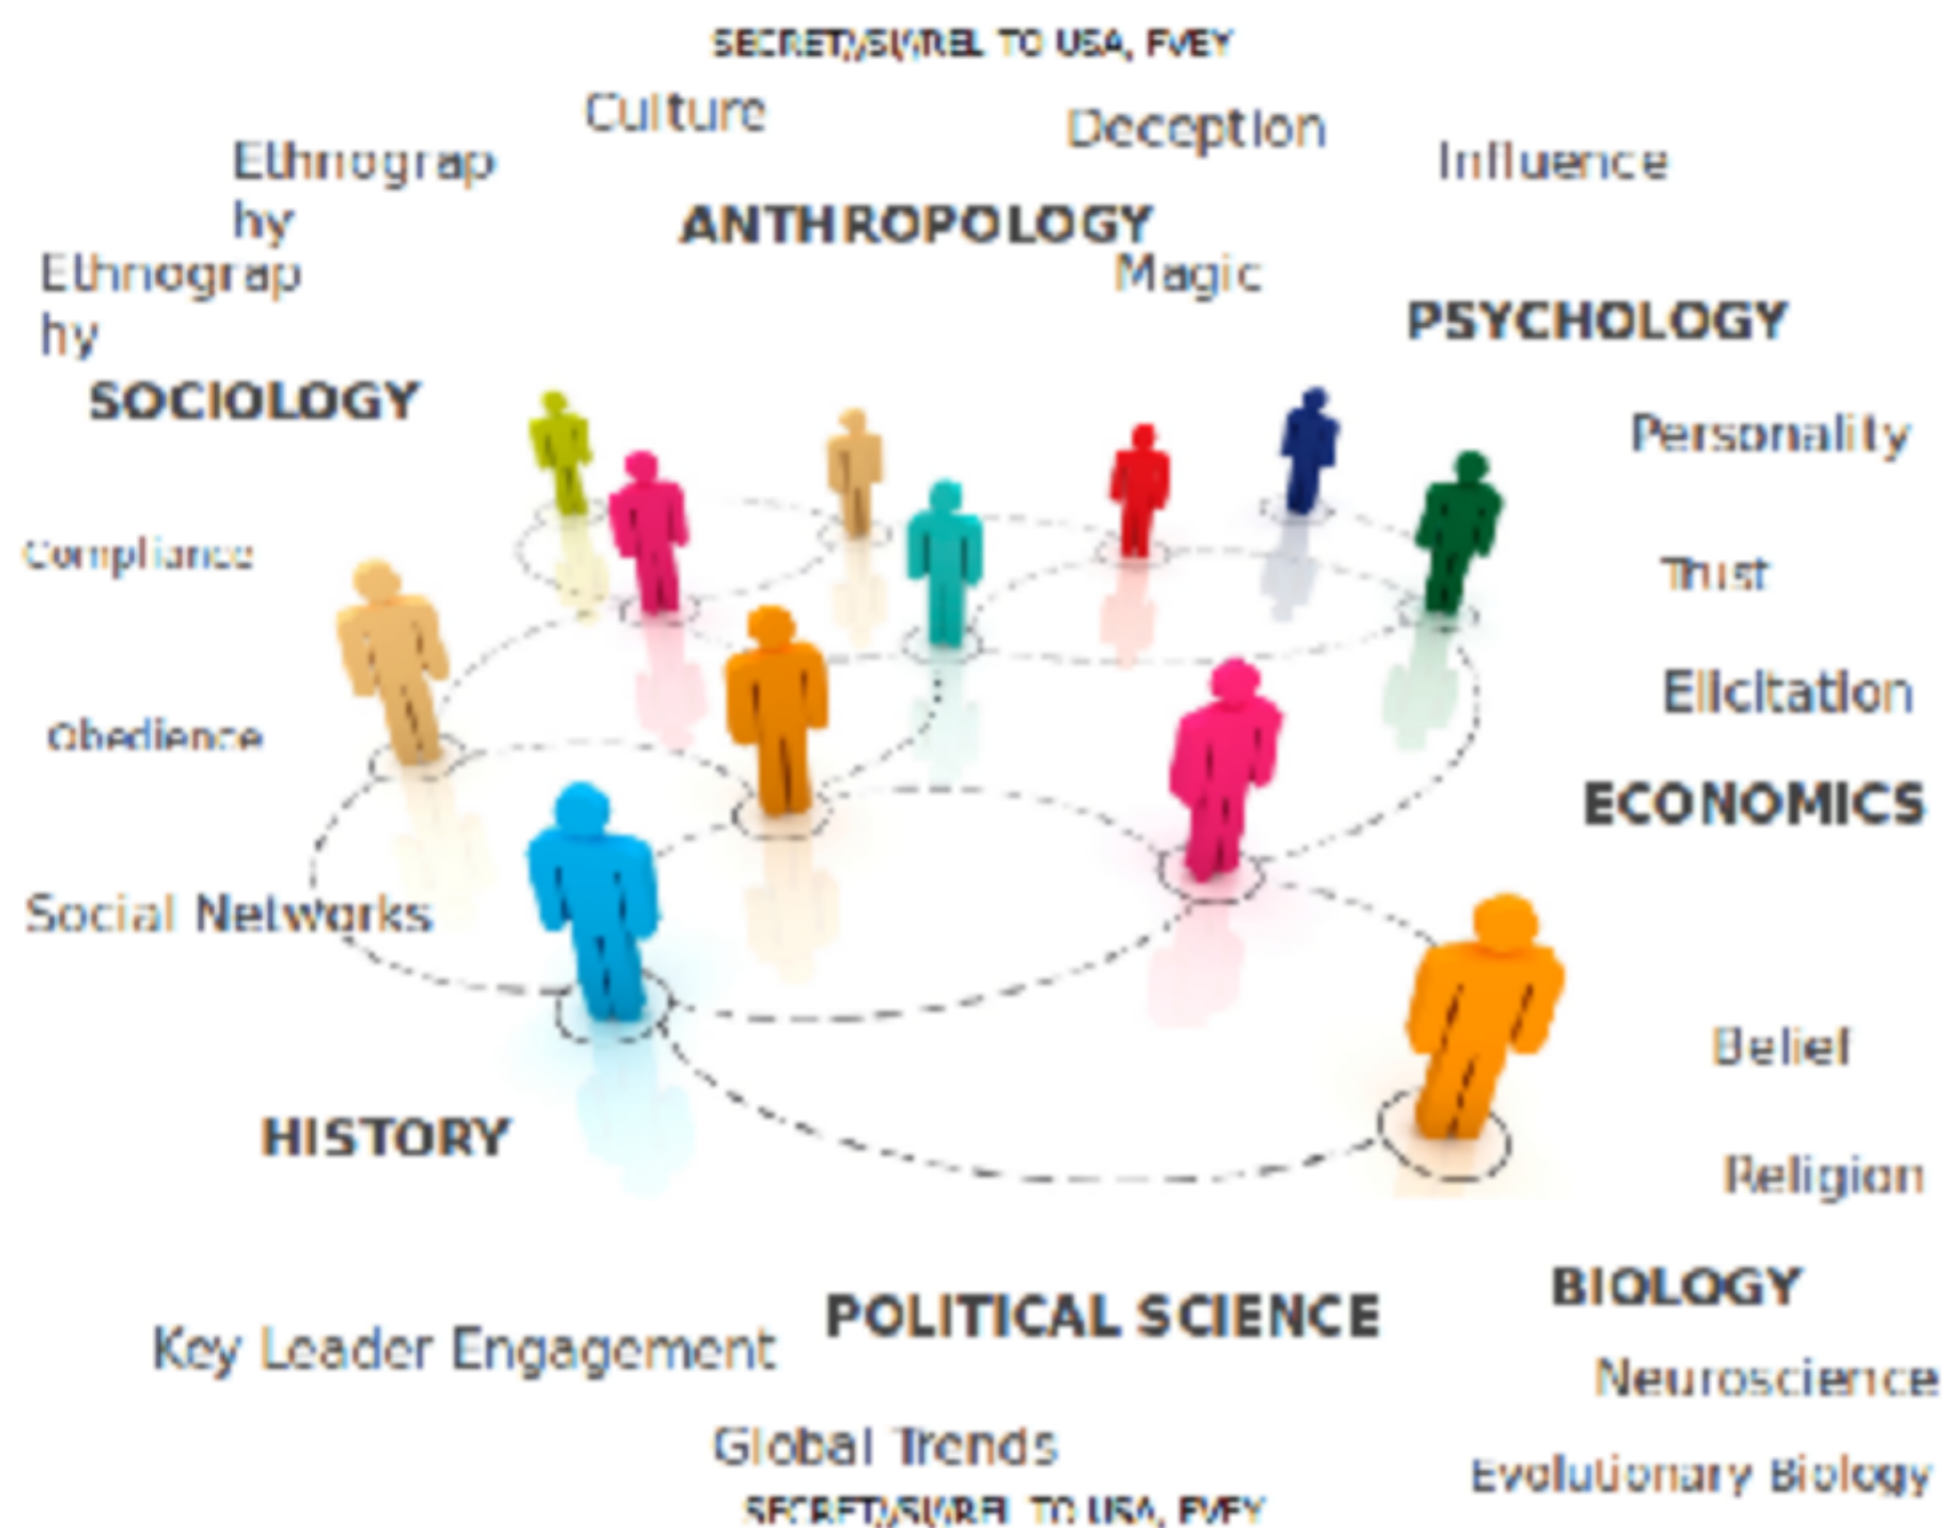 SECRET//SI//REL TO USA, FVEY
Culture
Deception
Influence
Ethnograp
hy
ANTHROPOLOGY
Magic
Ethnograp
hy
PSYCHOLOGY
SOCIOLOGY
Personality
Compliance
Trust
Elicitation
Obedience
ECONOMICS
Social Networks
Belief
HISTORY
Religion
BIOLOGY
POLITICAL SCIENCE
Key Leader Engagement
Neuroscience
Global Trends
Evolutionary Biology
SECRET//SI//REL TO USA, FVEY